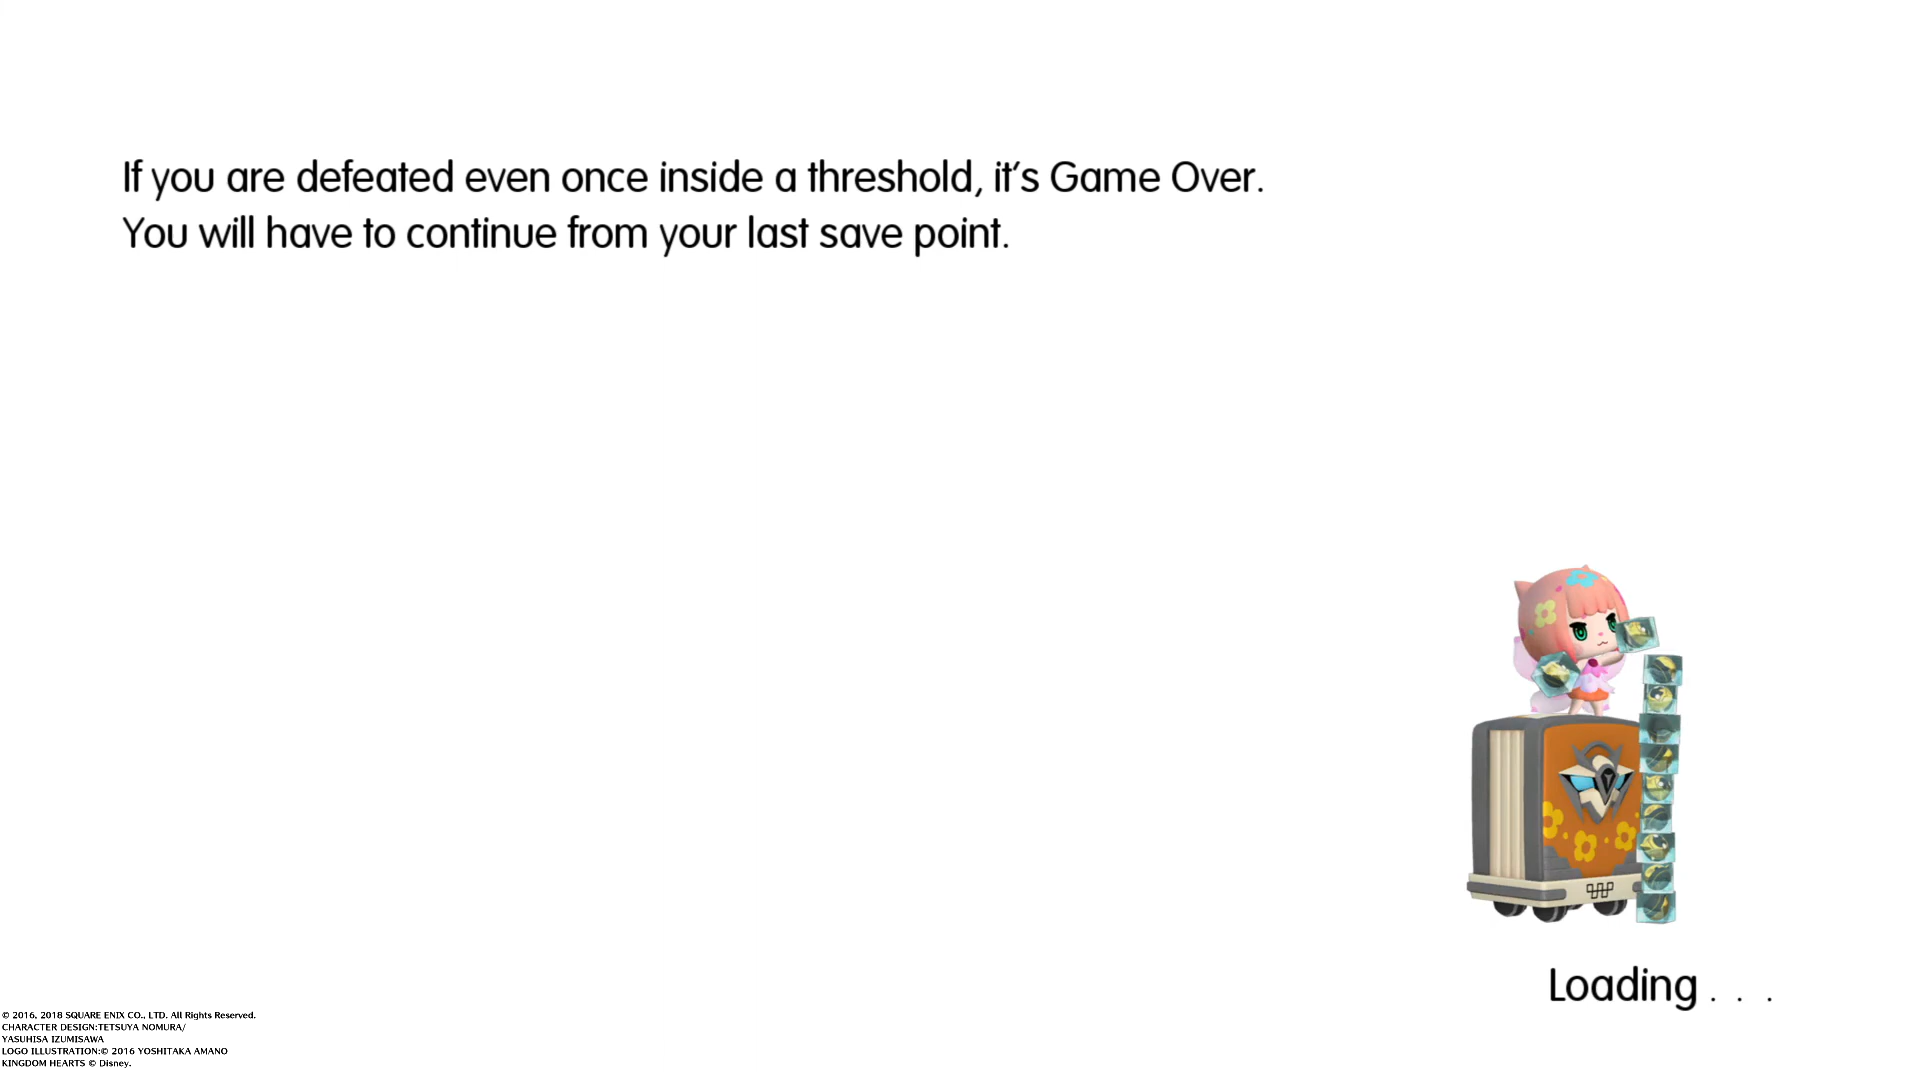 If you are defeated even once inside a threshold, it's Game Over.
You will have to continue from your last save point.
Loading . . .
© 2016, 2018 SQUARE ENIX CO., LTD. All Rights Reserved.
CHARACTER DESIGN:TETSUYA NOMURA/
YASUHISA IZUMISAWA
LOGO ILLUSTRATION:© 2016 YOSHITAKA AMANO
KINGDOM HEARTS © Disney.